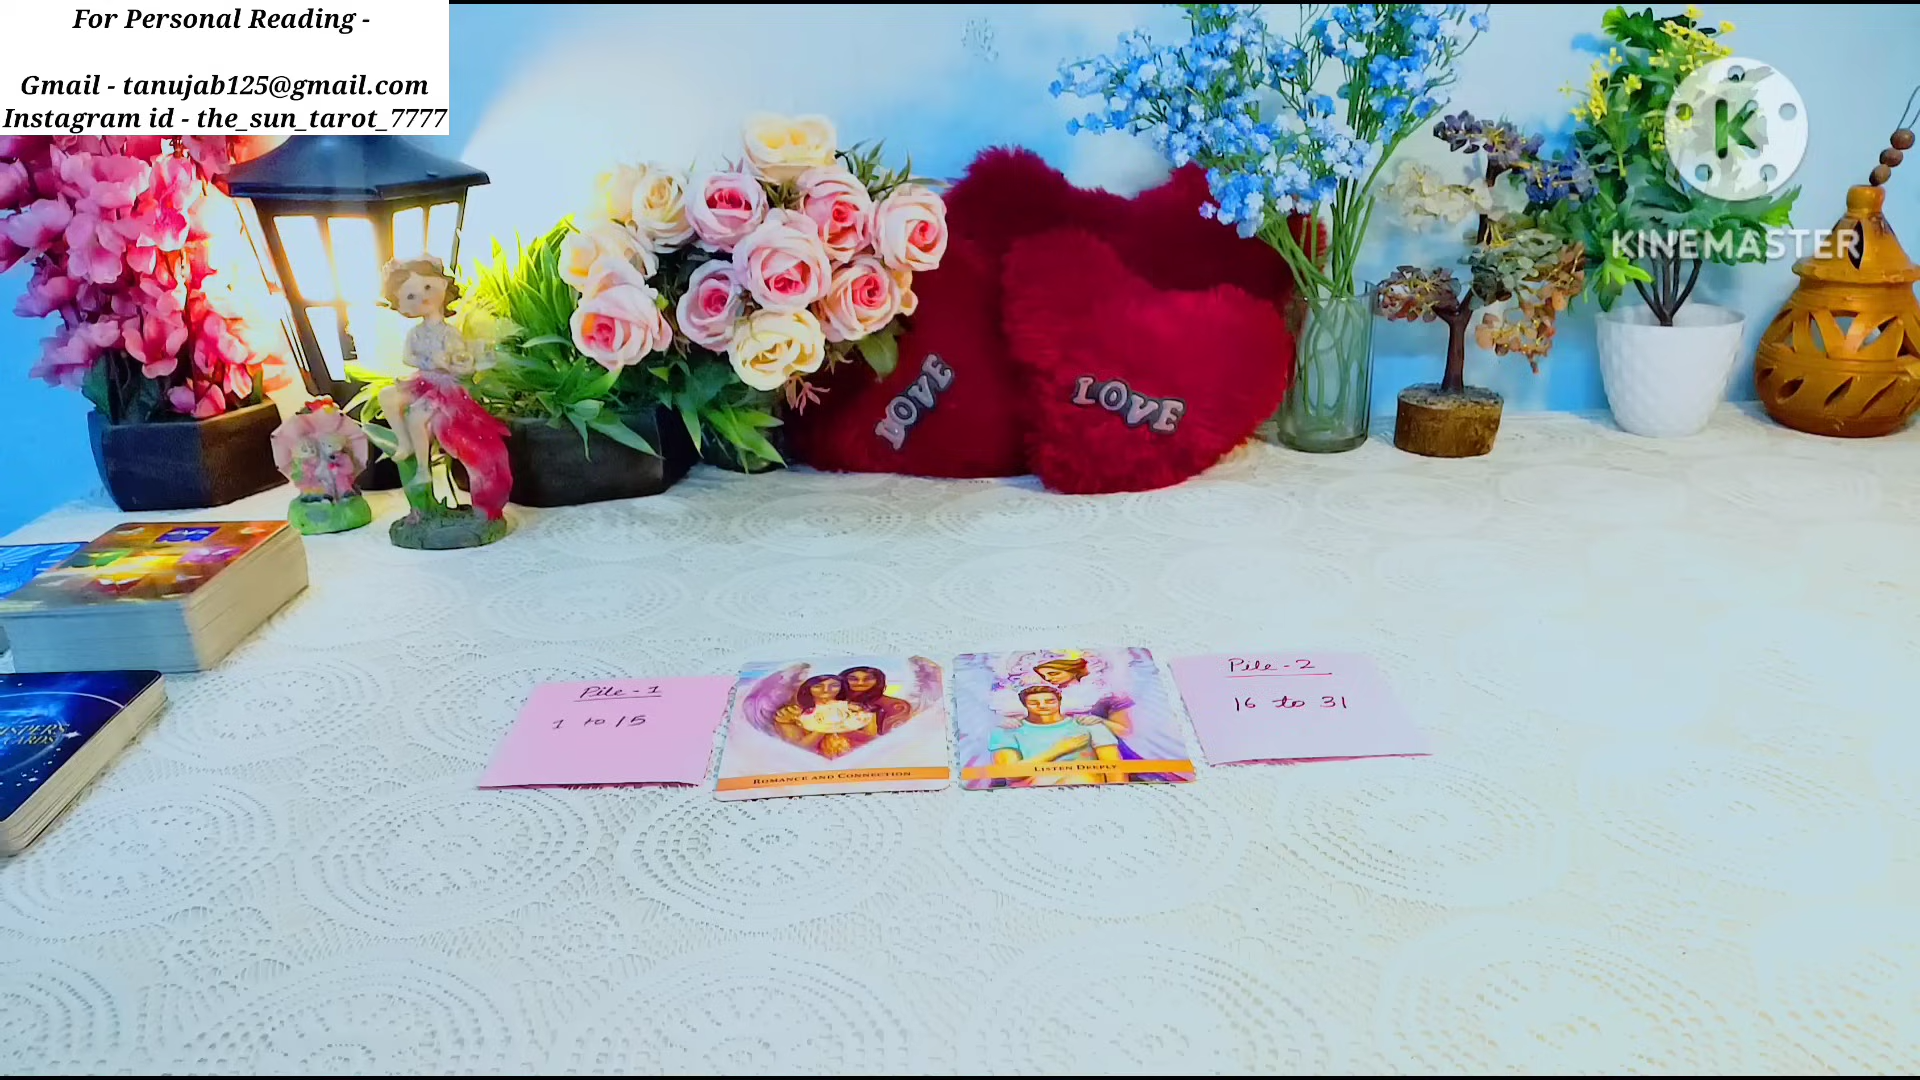 For Personal Reading -
Gmail - tanujab125@gmail.com
Instagram id - the_sun_tarot_7777
K
KINEMASTER
LOVE
LOVE
Pile - 1
1 to 15
ROMANCE AND CONNECTION
LISTEN DEEPLY
Pile - 2
16 to 31
CARDS